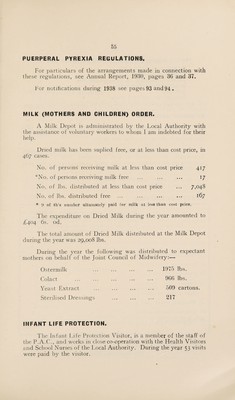 55
PUERPERAL PYREXIA REGULATIONS.
For particulars of the arrangements made in connection with
these regulations, see Annual Report, 1930, pages 36 and 37.
For notifications during 1938 see pages 93 and 94.
MILK (MOTHERS AND CHILDREN) ORDER.
A Milk Depot is administered by the Local Authority with
the assistance of voluntary workers to whom I am indebted for their
help.
Dried milk has been suplied free, or at less than cost price, in
407 cases.
No. of persons receiving milk at less than cost price 417
*No. of persons receiving milk free ... ... ... 17
No. of lbs. distributed at less than cost price ... 7,048
No. of lbs. distributed free ... ... ... ... 167
* of this number ultimately paid for milk at less than cost price.
The expenditure on Dried Milk during the year amounted to
£404 6s. 0d.
The total amount of Dried Milk distributed at the Milk Depot
during the year was 29,008 lbs.
During the year the following was distributed to expectant
mothers on behalf of the Joint Council of Midwifery:—
Ostermilk ... ... ... ... 1975 lbs.
Colact ... ... ... ... 966 lbs.
Yeast Extract ... ... ... ... 509 cartons.
Sterilised Dressings ... ... ... 217
INFANT LIFE PROTECTION.
The Infant Life Protection Visitor, is a member of the staff of
the P.A.C., and works in close co-operation with the Health Visitors
and School Nurses of the Local Authority. During the year 53 visits
were paid by the visitor.